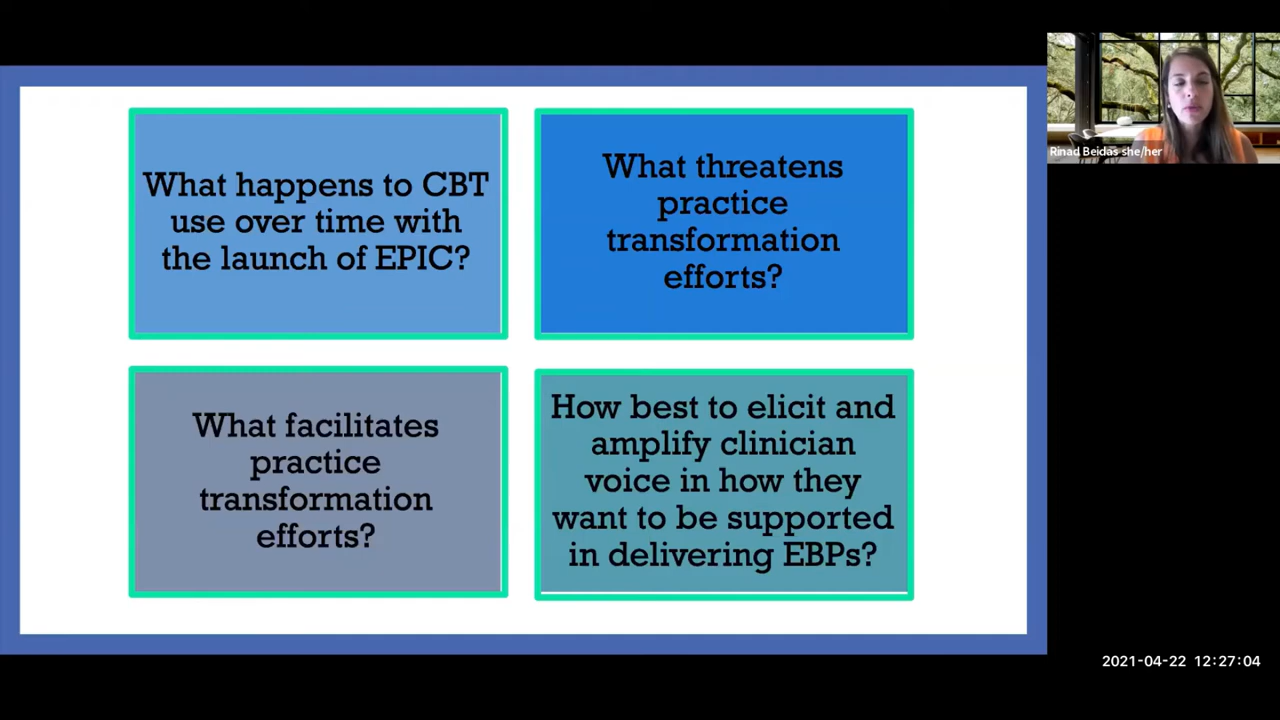 What happens to CBT
use over time with
the launch of EPIC?
What threatens
practice
transformation
efforts?
What facilitates
practice
transformation
efforts?
How best to elicit and
amplify clinician
voice in how they
want to be supported
in delivering EBPs?
Rinad Beidas she/her
2021-04-22 12:27:04